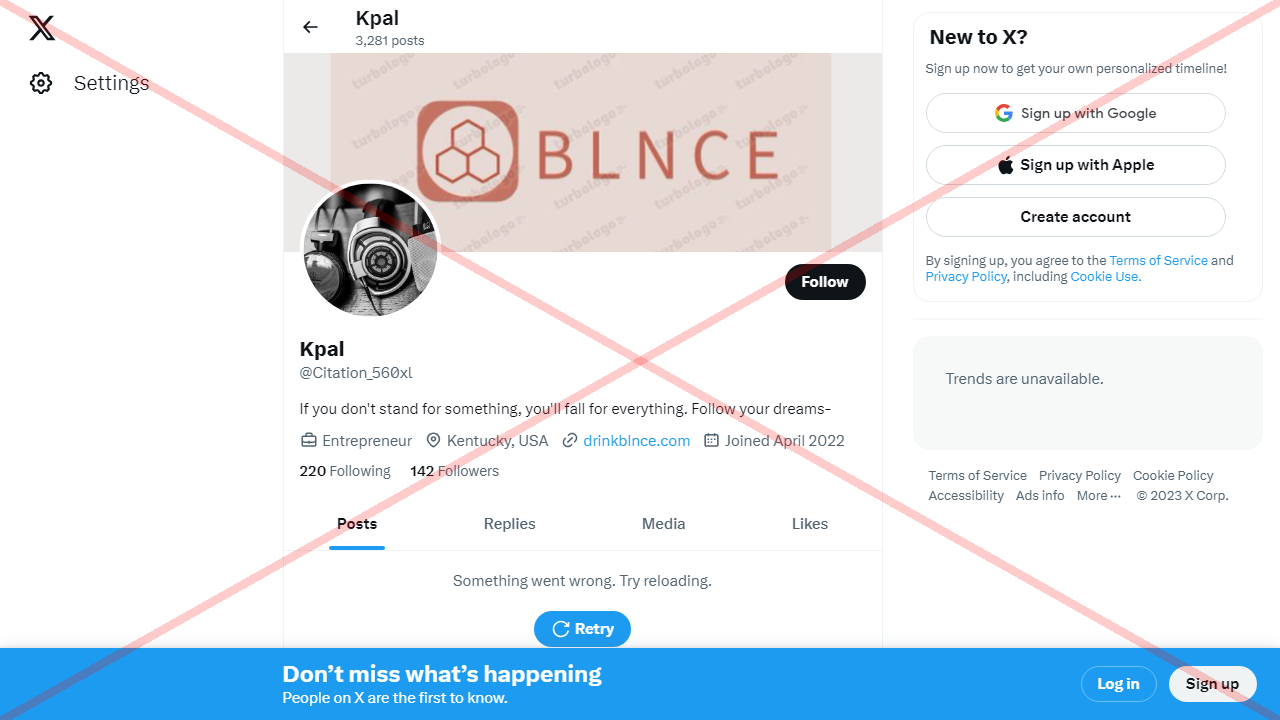 Settings
Kpal
3,281 posts
turbologo
BLNCE
Follow
Kpal
@Citation_560xl
If you don't stand for something, you'll fall for everything. Follow your dreams-
Entrepreneur Kentucky, USA drinkblnce.com Joined April 2022
220 Following 142 Followers
Posts Replies Media Likes
Something went wrong. Try reloading.
Retry
New to X?
Sign up now to get your own personalized timeline!
Sign up with Google
Sign up with Apple
Create account
By signing up, you agree to the Terms of Service and
Privacy Policy, including Cookie Use.
Trends are unavailable.
Terms of Service Privacy Policy Cookie Policy
Accessibility Ads info More ··· © 2023 X Corp.
Don’t miss what’s happening
People on X are the first to know.
Log in
Sign up